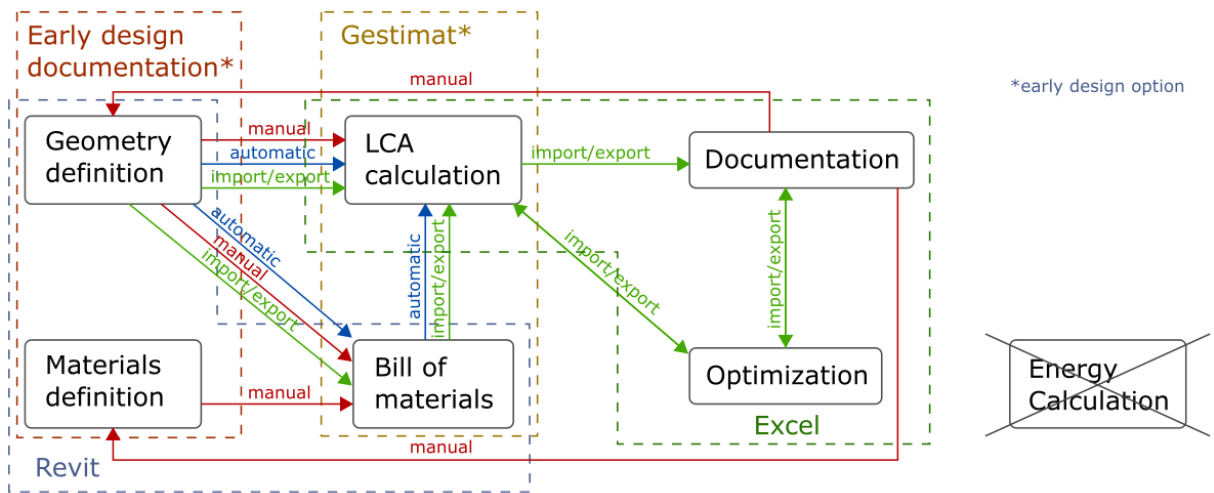 Early design
documentation*
Gestimat*
manual
*early design option
Geometry
definition
manual
automatic
import/export
LCA
calculation
import/export
Documentation
automatic
manual
import/export
automatic
import/export
import/export
import/export
Materials
definition
manual
Bill of
materials
Optimization
Energy
Calculation
Excel
manual
Revit